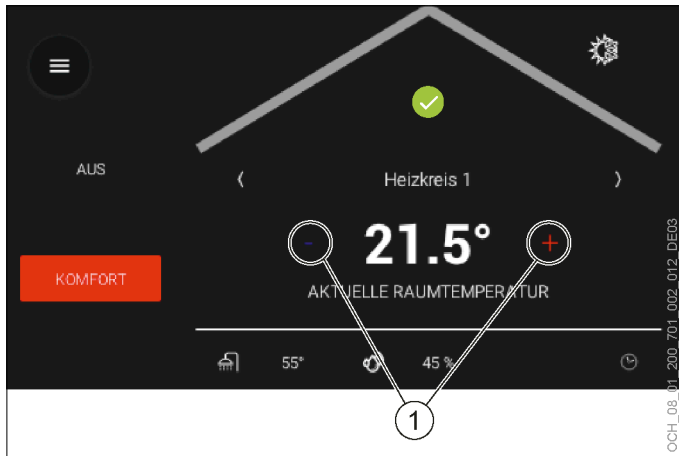 AUS
‹ Heizkreis 1 ›
- 21.5° +
KOMFORT
AKTUELLE RAUMTEMPERATUR
55° 45 %
1
OCH_08_01_200_701_002_012_DE03